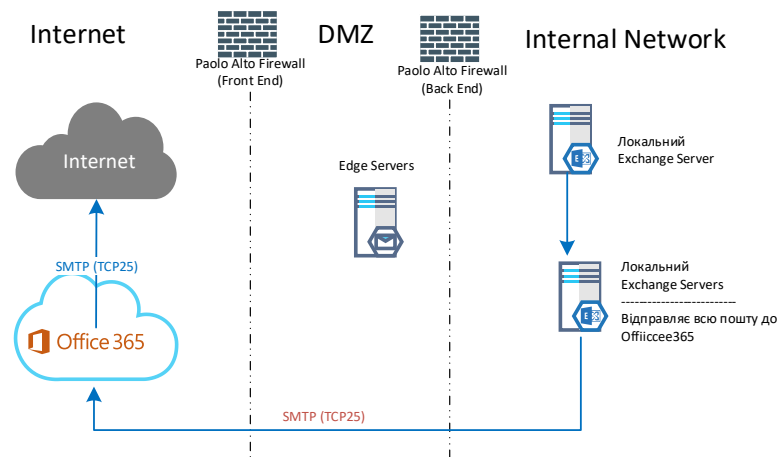 Internet
DMZ
Internal Network
Paolo Alto Firewall
(Front End)
Paolo Alto Firewall
(Back End)
Internet
Edge Servers
Локальний
Exchange Server
SMTP (TCP25)
Office 365
Локальний
Exchange Servers
--------------------------
Відправляє всю пошту до
Offiiccee365
SMTP (TCP25)